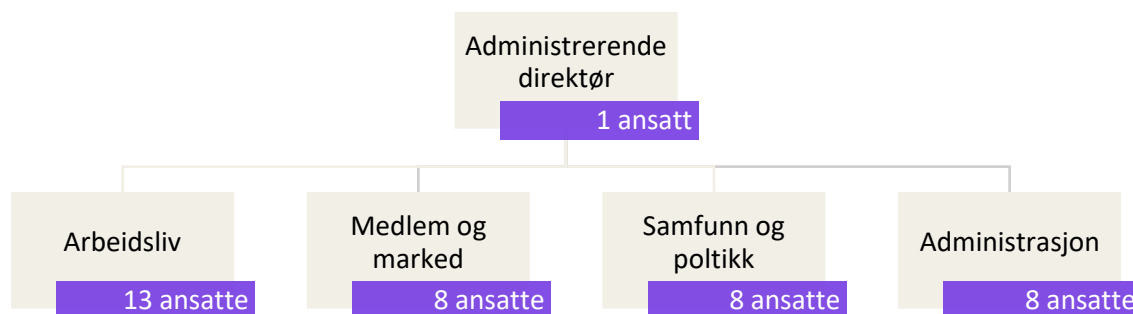 Administrerende
direktør
1 ansatt
Arbeidsliv
13 ansatte
Medlem og
marked
8 ansatte
Samfunn og
poltikk
8 ansatte
Administrasjon
8 ansatte